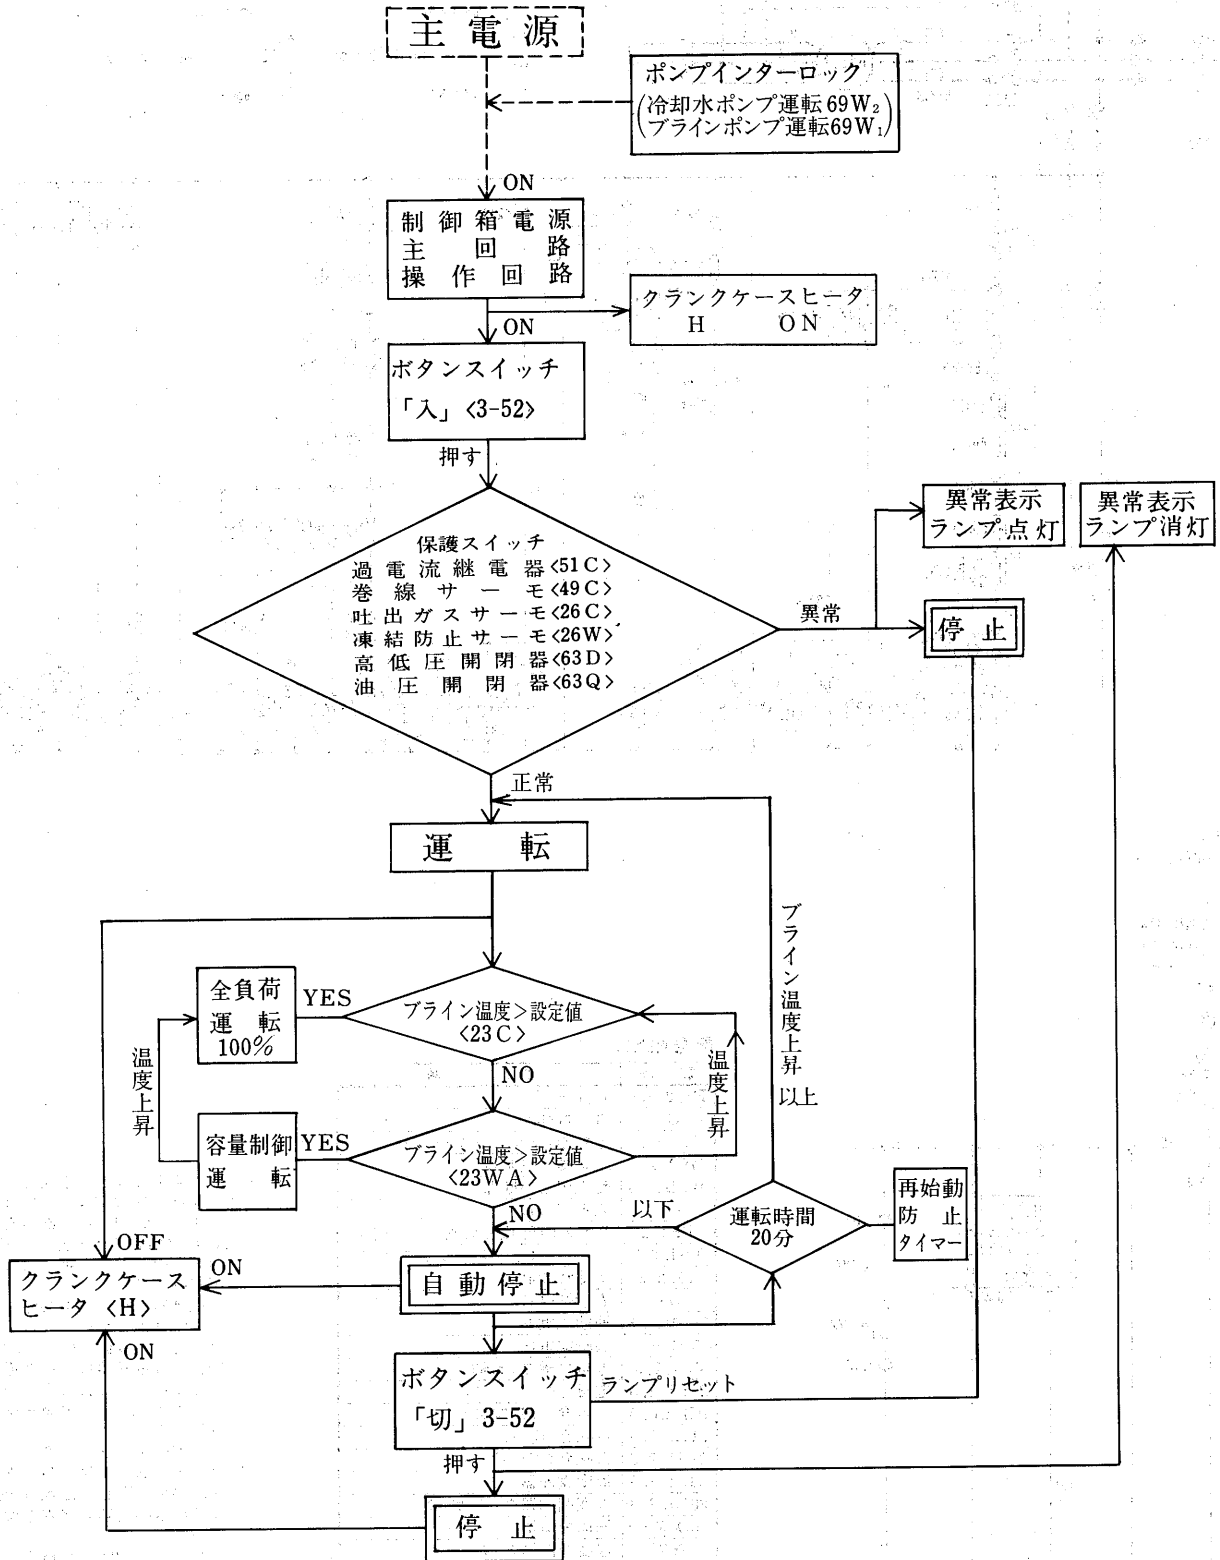 主電源
ポンプインターロック
(冷却水ポンプ運転69W₂)
(ブラインポンプ運転69W₁)
ON
制御箱電源
主回路
操作回路
クランクケースヒータ
H ON
ON
ボタンスイッチ
「入」<3-52>
押す
異常表示
ランプ点灯
異常表示
ランプ消灯
保護スイッチ
過電流継電器<51C>
巻線サーモ<49C>
吐出ガスサーモ<26C>
凍結防止サーモ<26W>
高低圧開閉器<63D>
油圧開閉器<63Q>
異常
停止
正常
運転
ブライン温度上昇
以上
全負荷
運転
100%
YES
ブライン温度>設定値
<23C>
温度上昇
NO
温度上昇
容量制御
運転
YES
ブライン温度>設定値
<23WA>
NO
以下
運転時間
20分
再始動
防止
タイマー
OFF
クランクケース
ヒータ<H>
ON
自動停止
ON
ボタンスイッチ
「切」3-52
ランプリセット
押す
停止